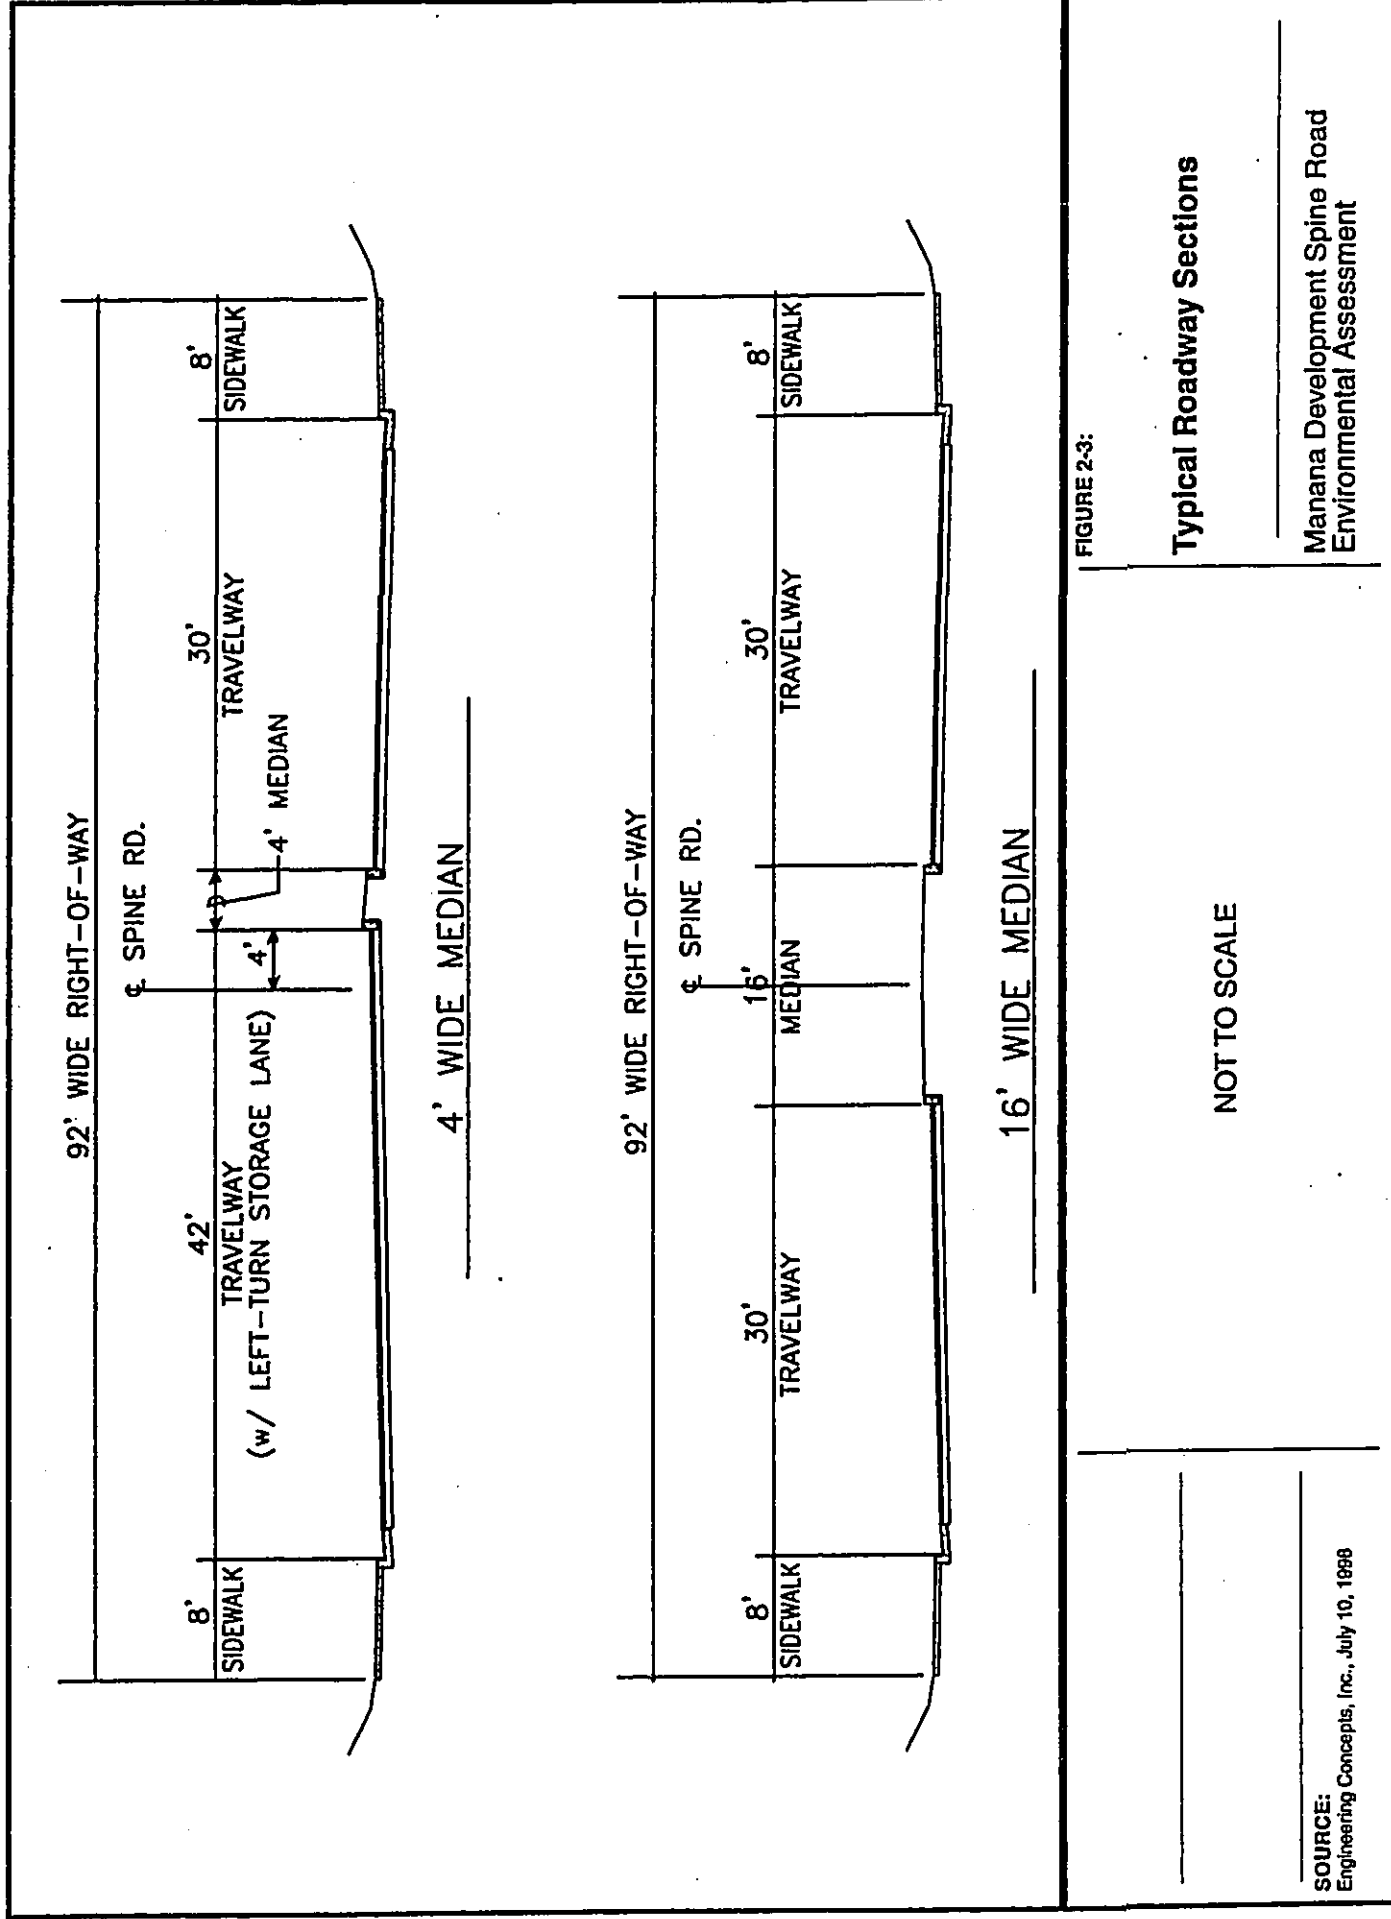 92' WIDE RIGHT-OF-WAY
℄ SPINE RD.
8'
42'
30'
8'
SIDEWALK
TRAVELWAY
(w/ LEFT-TURN STORAGE LANE)
4'
TRAVELWAY
SIDEWALK
4' MEDIAN
4' WIDE MEDIAN
92' WIDE RIGHT-OF-WAY
℄ SPINE RD.
8'
30'
16'
30'
8'
SIDEWALK
TRAVELWAY
MEDIAN
TRAVELWAY
SIDEWALK
16' WIDE MEDIAN
SOURCE:
Engineering Concepts, Inc., July 10, 1998
NOT TO SCALE
FIGURE 2-3:
Typical Roadway Sections
Manana Development Spine Road
Environmental Assessment